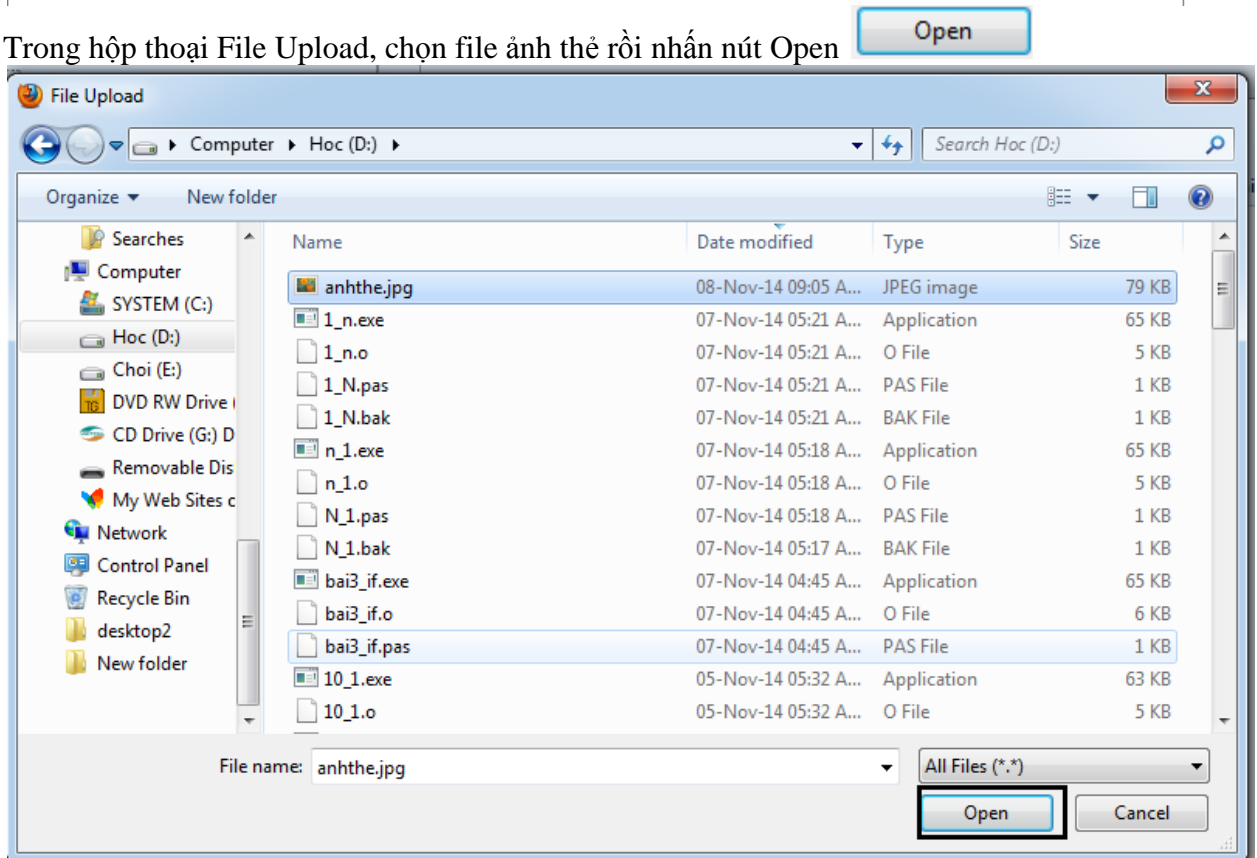 Trong hộp thoại File Upload, chọn file ảnh thẻ rồi nhấn nút Open Open
File Upload
Computer Hoc (D:) Search Hoc (D:)
Organize New folder
Searches
Computer
SYSTEM (C:)
Hoc (D:)
Choi (E:)
DVD RW Drive
CD Drive (G:) D
Removable Dis
My Web Sites c
Network
Control Panel
Recycle Bin
desktop2
New folder
Name Date modified Type Size
anhthe.jpg 08-Nov-14 09:05 A... JPEG image 79 KB
1_n.exe 07-Nov-14 05:21 A... Application 65 KB
1_n.o 07-Nov-14 05:21 A... O File 5 KB
1_N.pas 07-Nov-14 05:21 A... PAS File 1 KB
1_N.bak 07-Nov-14 05:21 A... BAK File 1 KB
n_1.exe 07-Nov-14 05:18 A... Application 65 KB
n_1.o 07-Nov-14 05:18 A... O File 5 KB
N_1.pas 07-Nov-14 05:18 A... PAS File 1 KB
N_1.bak 07-Nov-14 05:17 A... BAK File 1 KB
bai3_if.exe 07-Nov-14 04:45 A... Application 65 KB
bai3_if.o 07-Nov-14 04:45 A... O File 6 KB
bai3_if.pas 07-Nov-14 04:45 A... PAS File 1 KB
10_1.exe 05-Nov-14 05:32 A... Application 63 KB
10_1.o 05-Nov-14 05:32 A... O File 5 KB
File name: anhthe.jpg All Files (*.*)
Open Cancel